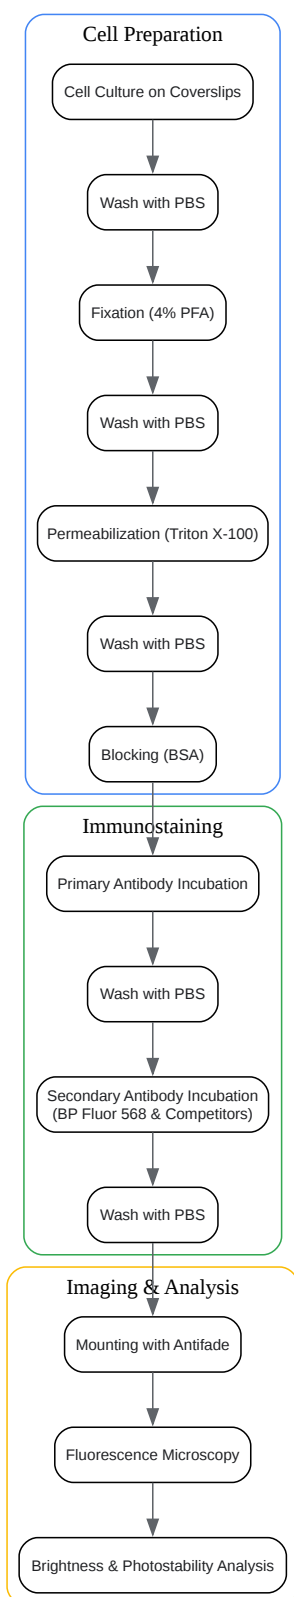 Cell Preparation
Cell Culture on Coverslips
Wash with PBS
Fixation (4% PFA)
Wash with PBS
Permeabilization (Triton X-100)
Wash with PBS
Blocking (BSA)
Immunostaining
Primary Antibody Incubation
Wash with PBS
Secondary Antibody Incubation
(BP Fluor 568 & Competitors)
Wash with PBS
Imaging & Analysis
Mounting with Antifade
Fluorescence Microscopy
Brightness & Photostability Analysis